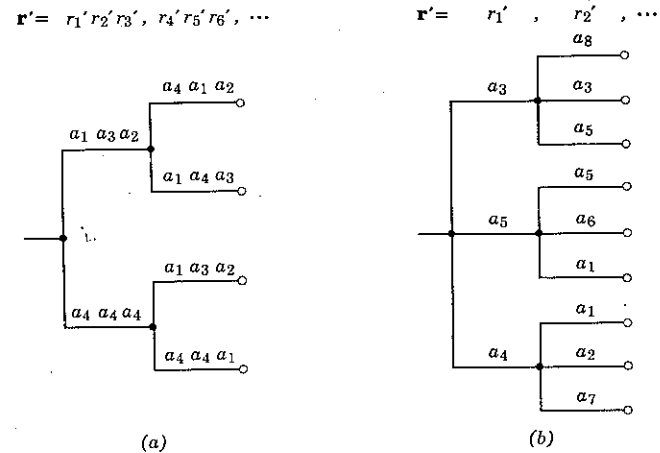 r′= r₁′r₂′r₃′, r₄′r₅′r₆′, ⋯
a₄ a₁ a₂
a₁ a₃ a₂
a₁ a₄ a₃
a₁ a₃ a₂
a₄ a₄ a₄
a₄ a₄ a₁
(a)
r′= r₁′ , r₂′ , ⋯
a₈
a₃ a₃
a₅
a₅
a₅ a₆
a₁
a₁
a₄ a₂
a₇
(b)